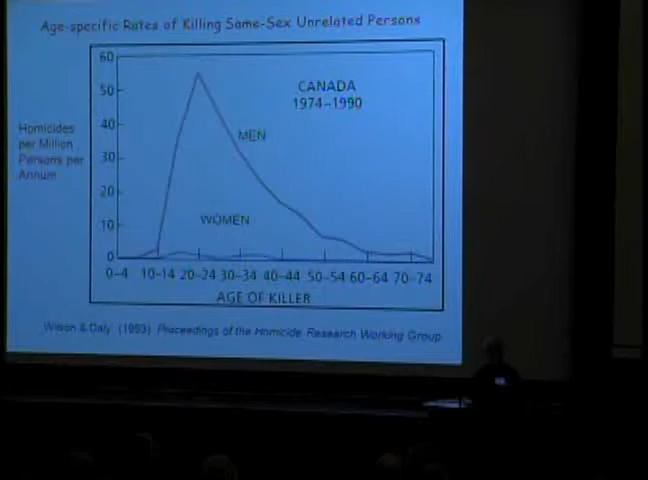 Age-specific Rates of Killing Same-Sex Unrelated Persons
60
50
40
30
20
10
0
CANADA
1974–1990
MEN
WOMEN
Homicides
per Million
Persons per
Annum
0–4 10–14 20–24 30–34 40–44 50–54 60–64 70–74
AGE OF KILLER
Wilson & Daly (1993) Proceedings of the Homicide Research Working Group